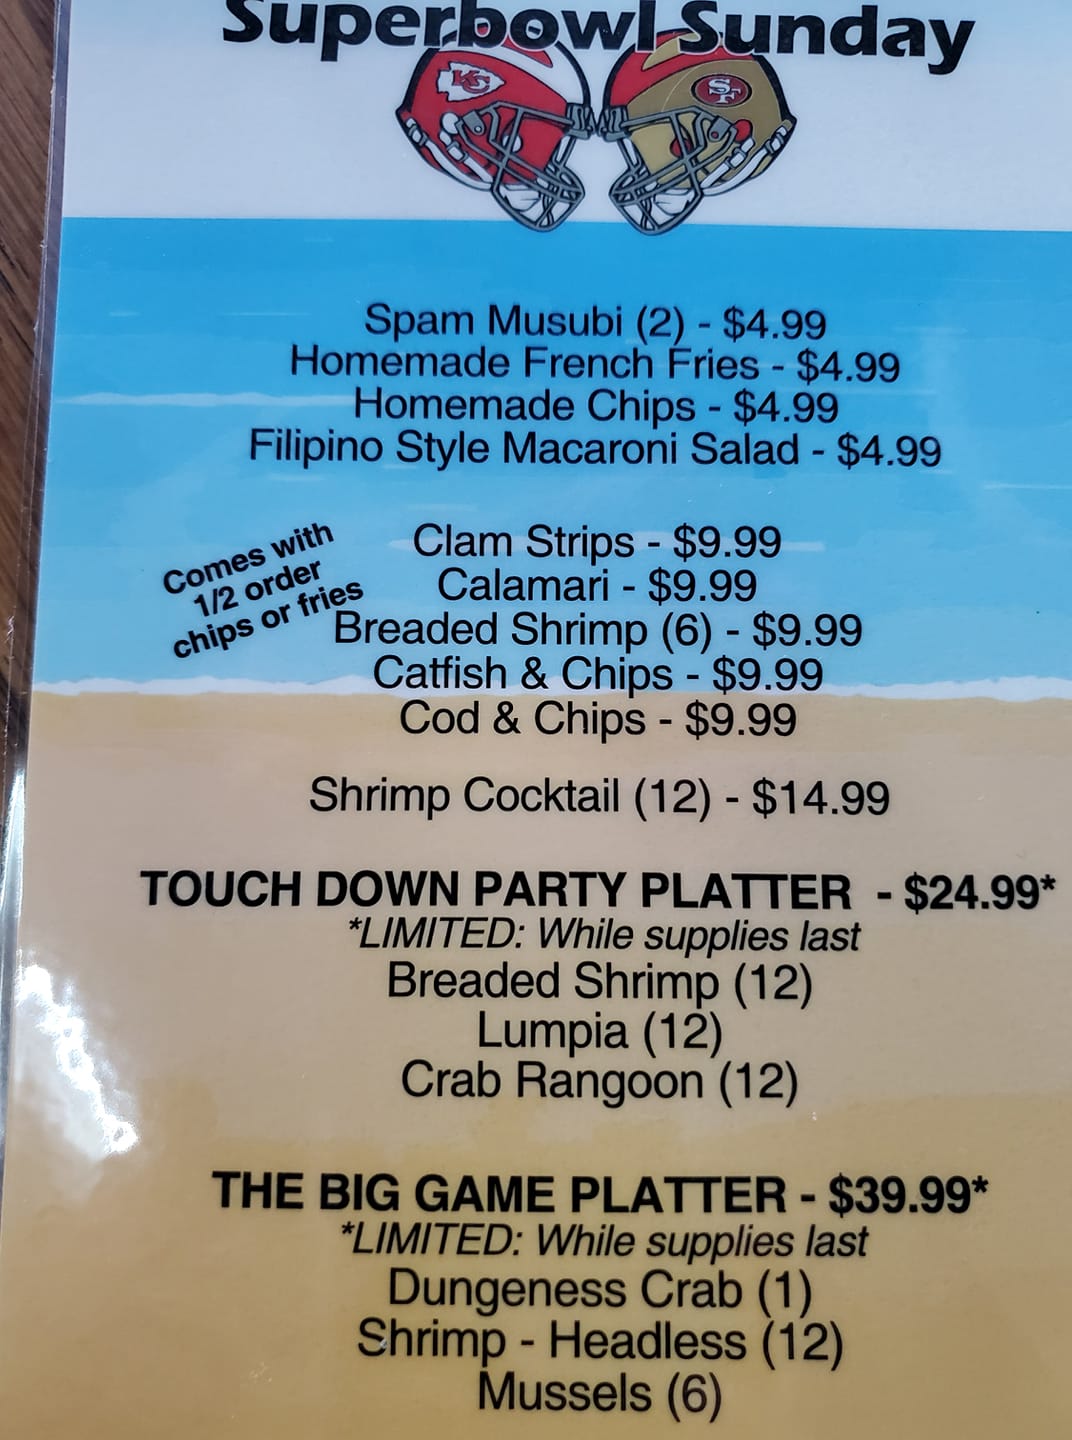 Superbowl Sunday
KC
SF
Spam Musubi (2) - $4.99
Homemade French Fries - $4.99
Homemade Chips - $4.99
Filipino Style Macaroni Salad - $4.99
Comes with
1/2 order
chips or fries
Clam Strips - $9.99
Calamari - $9.99
Breaded Shrimp (6) - $9.99
Catfish & Chips - $9.99
Cod & Chips - $9.99
Shrimp Cocktail (12) - $14.99
TOUCH DOWN PARTY PLATTER - $24.99*
*LIMITED: While supplies last
Breaded Shrimp (12)
Lumpia (12)
Crab Rangoon (12)
THE BIG GAME PLATTER - $39.99*
*LIMITED: While supplies last
Dungeness Crab (1)
Shrimp - Headless (12)
Mussels (6)